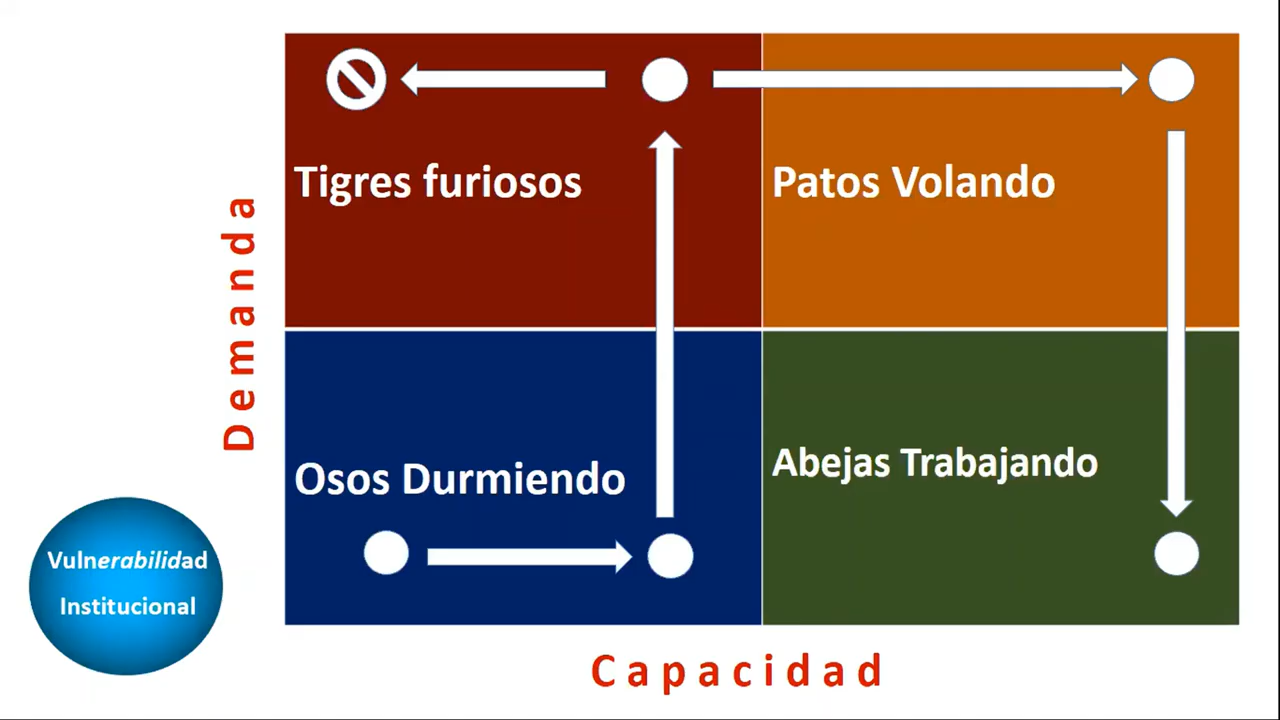 Tigres furiosos
Patos Volando
Demanda
Osos Durmiendo
Abejas Trabajando
Vulnerabilidad
Institucional
Capacidad